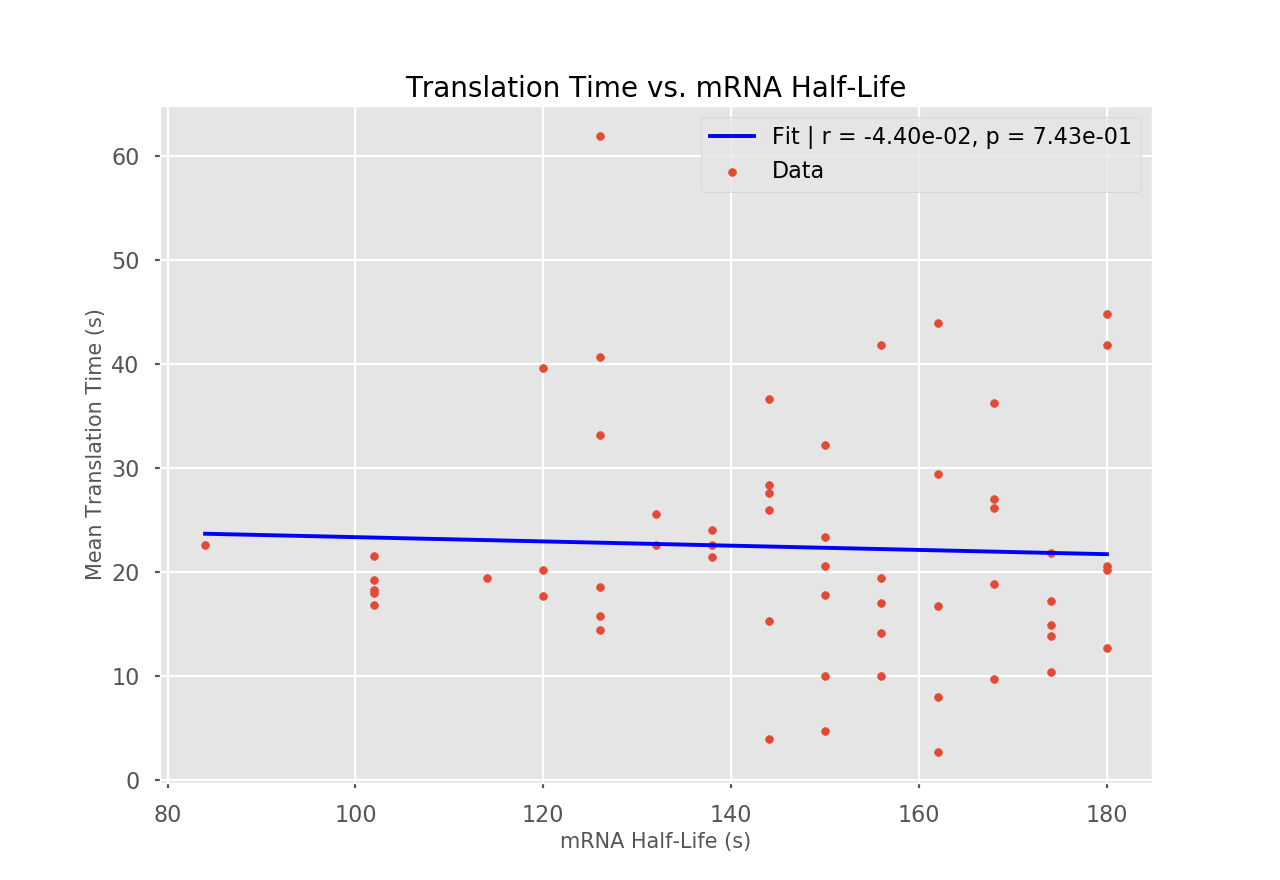 Translation Time vs. mRNA Half-Life
Fit | r = -4.40e-02, p = 7.43e-01
Data
60
50
40
30
20
10
0
Mean Translation Time (s)
80 100 120 140 160 180
mRNA Half-Life (s)